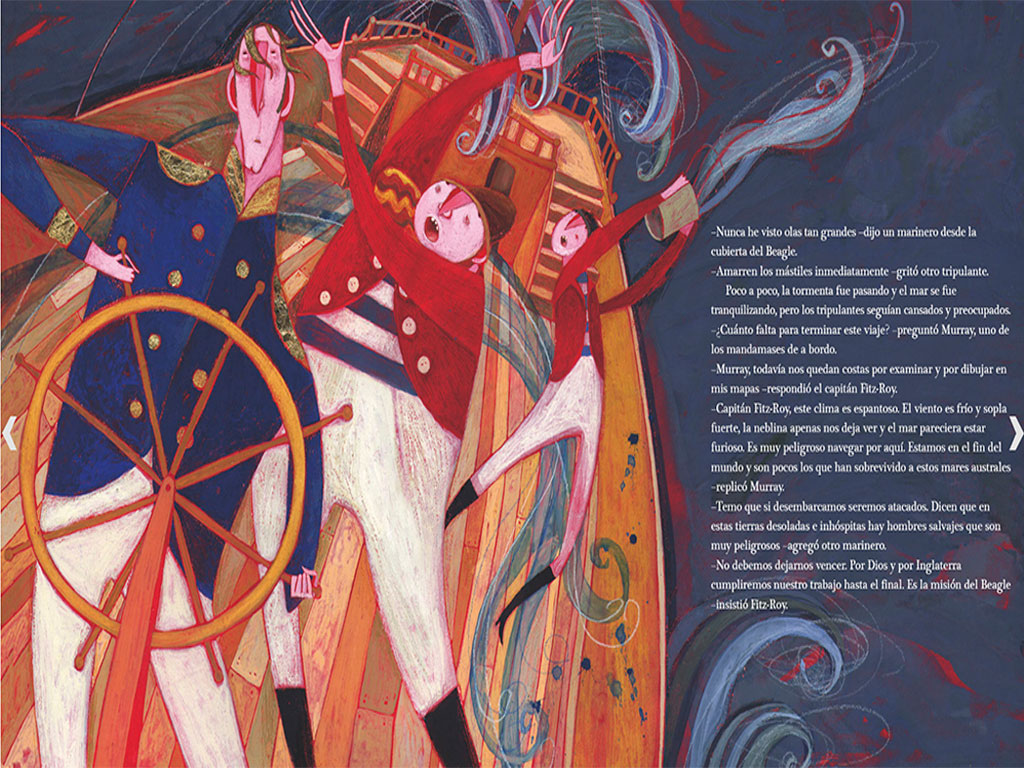 –Nunca he visto olas tan grandes –dijo un marinero desde la
cubierta del Beagle.
–Amarren los mástiles inmediatamente –gritó otro tripulante.
Poco a poco, la tormenta fue pasando y el mar se fue
tranquilizando, pero los tripulantes seguían cansados y preocupados.
–¿Cuánto falta para terminar este viaje? –preguntó Murray, uno de
los mandamases de a bordo.
–Murray, todavía nos quedan costas por examinar y por dibujar en
mis mapas –respondió el capitán Fitz-Roy.
–Capitán Fitz-Roy, este clima es espantoso. El viento es frío y sopla
fuerte, la neblina apenas nos deja ver y el mar pareciera estar
furioso. Es muy peligroso navegar por aquí. Estamos en el fin del
mundo y son pocos los que han sobrevivido a estos mares australes
–replicó Murray.
–Temo que si desembarcamos seremos atacados. Dicen que en
estas tierras desoladas e inhóspitas hay hombres salvajes que son
muy peligrosos –agregó otro marinero.
–No debemos dejarnos vencer. Por Dios y por Inglaterra
cumpliremos nuestro trabajo hasta el final. Es la misión del Beagle
–insistió Fitz-Roy.